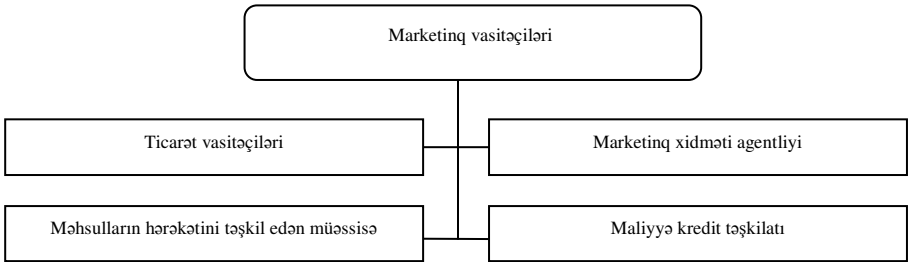 Marketinq vasitəçiləri
Ticarət vasitəçiləri
Marketinq xidməti agentliyi
Məhsulların hərəkətini təşkil edən müəssisə
Maliyyə kredit təşkilatı